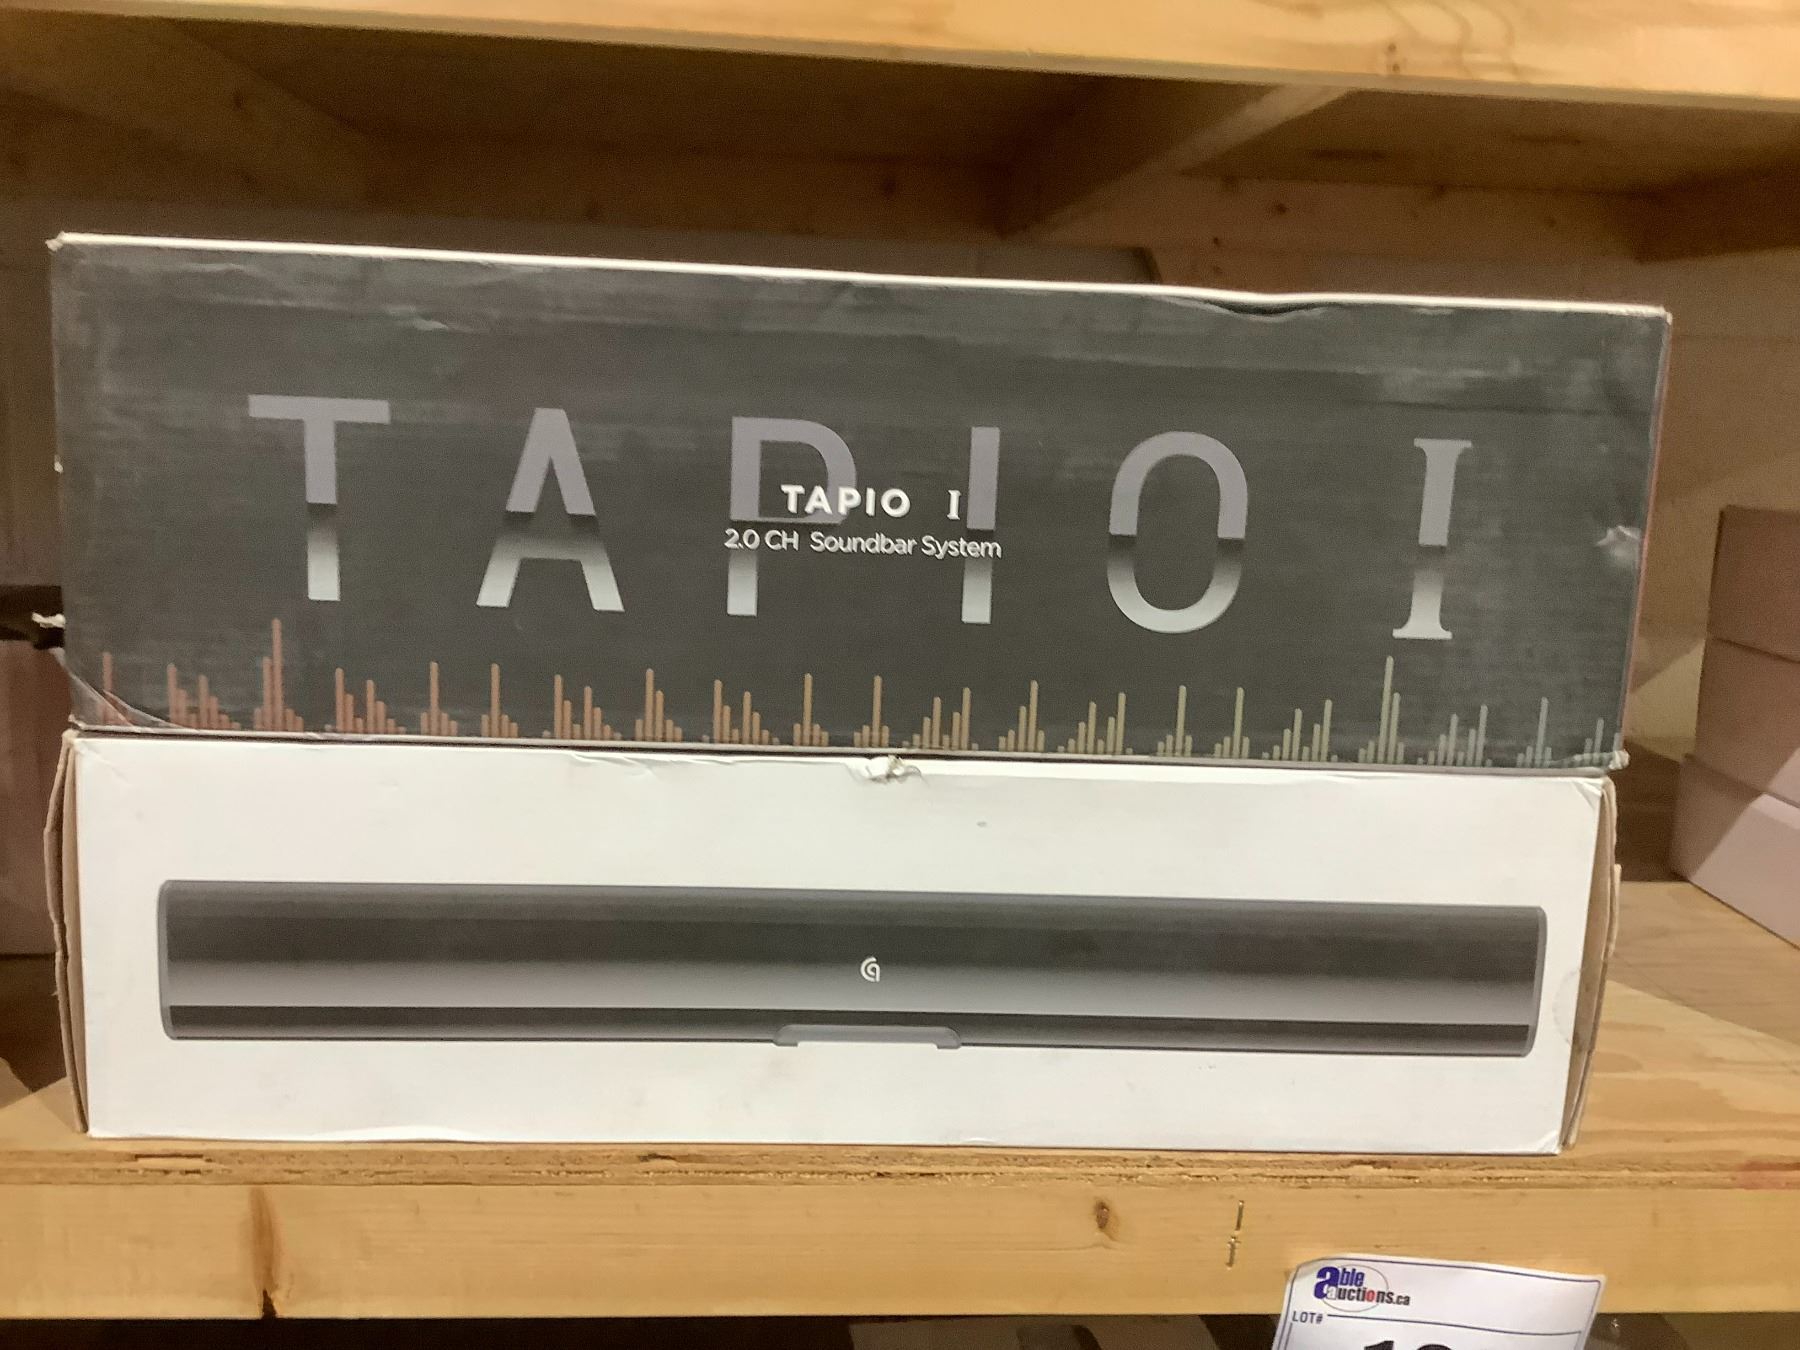 TAPIO I
TAPIO I
2.0 CH Soundbar System
able auctions.ca
LOT#